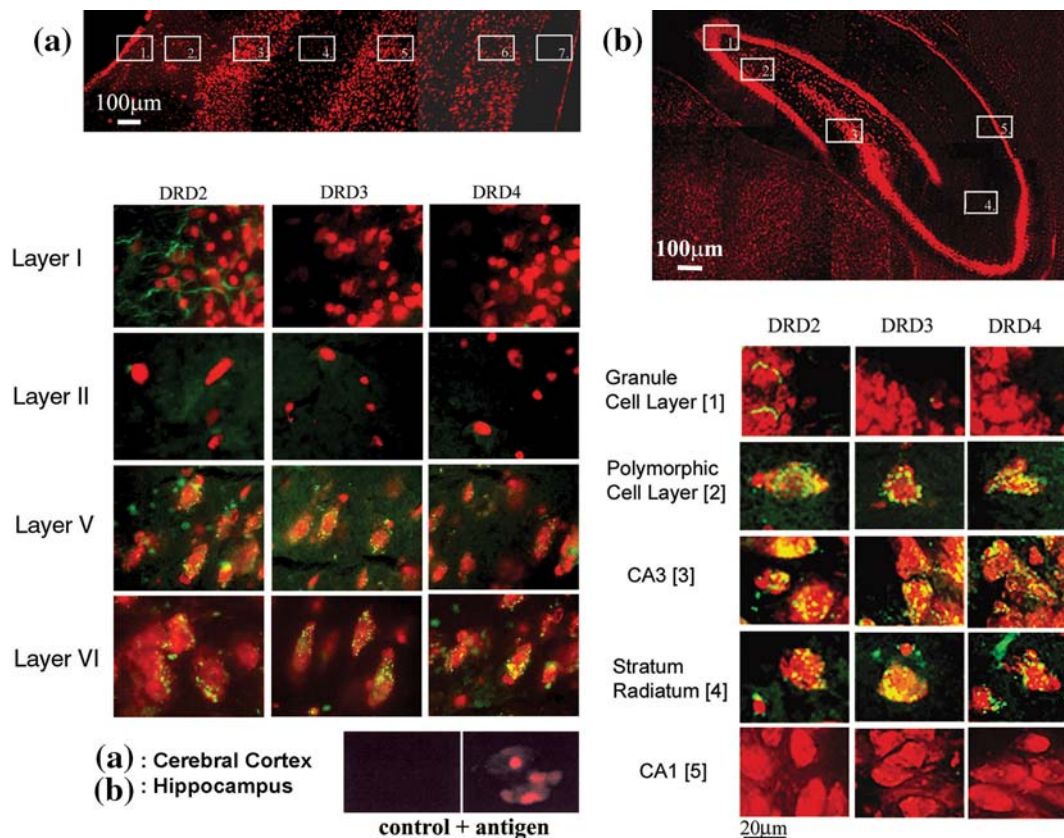 (a)
1. 2. 3. 4. 5. 6. 7.
100μm
DRD2 DRD3 DRD4
Layer I
Layer II
Layer V
Layer VI
(a) : Cerebral Cortex
(b) : Hippocampus
control + antigen
(b)
1.
2.
3.
4.
5.
100μm
DRD2 DRD3 DRD4
Granule
Cell Layer [1]
Polymorphic
Cell Layer [2]
CA3 [3]
Stratum
Radiatum [4]
CA1 [5]
20μm